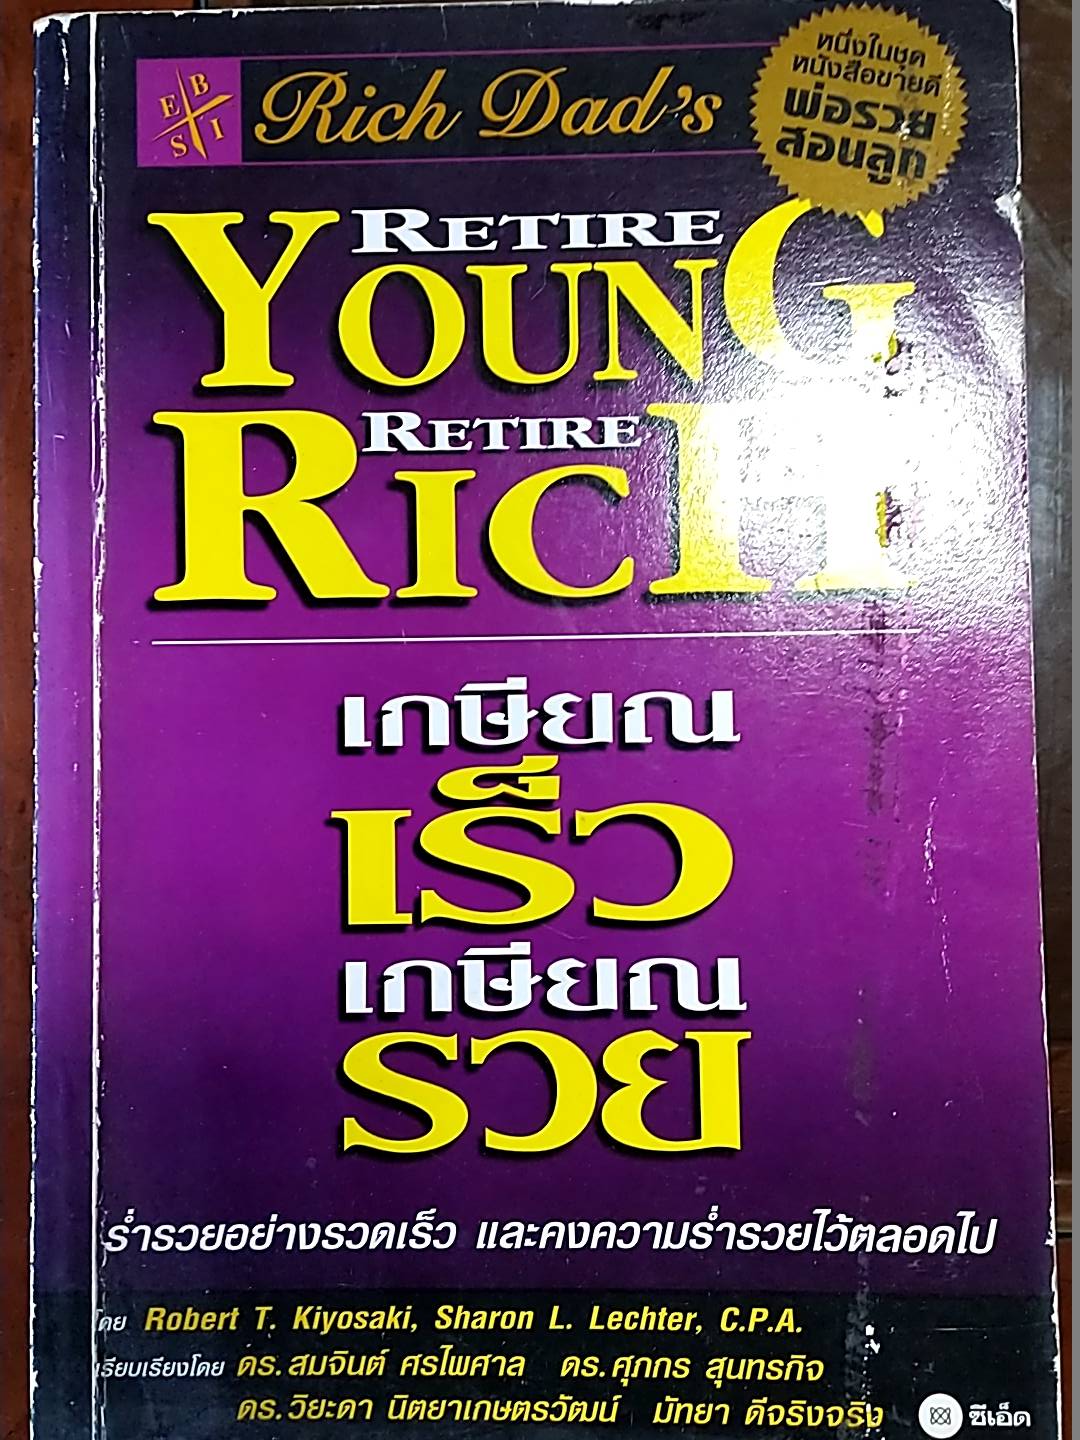 หนึ่งในชุด
หนังสือขายดี
พ่อรวย
สอนลูก
E B
S I
Rich Dad's
RETIRE
YOUNG
RETIRE
RICH
เกษียณ
เร็ว
เกษียณ
รวย
ร่ำรวยอย่างรวดเร็ว และคงความร่ำรวยไว้ตลอดไป
โดย Robert T. Kiyosaki, Sharon L. Lechter, C.P.A.
เรียบเรียงโดย ดร.สมจินต์ ศรไพศาล ดร.ศุภกร สุนทรกิจ
ดร.วิยะดา นิตยาเกษตรวัฒน์ มัทยา ดีจริงจริง
ซีเอ็ด